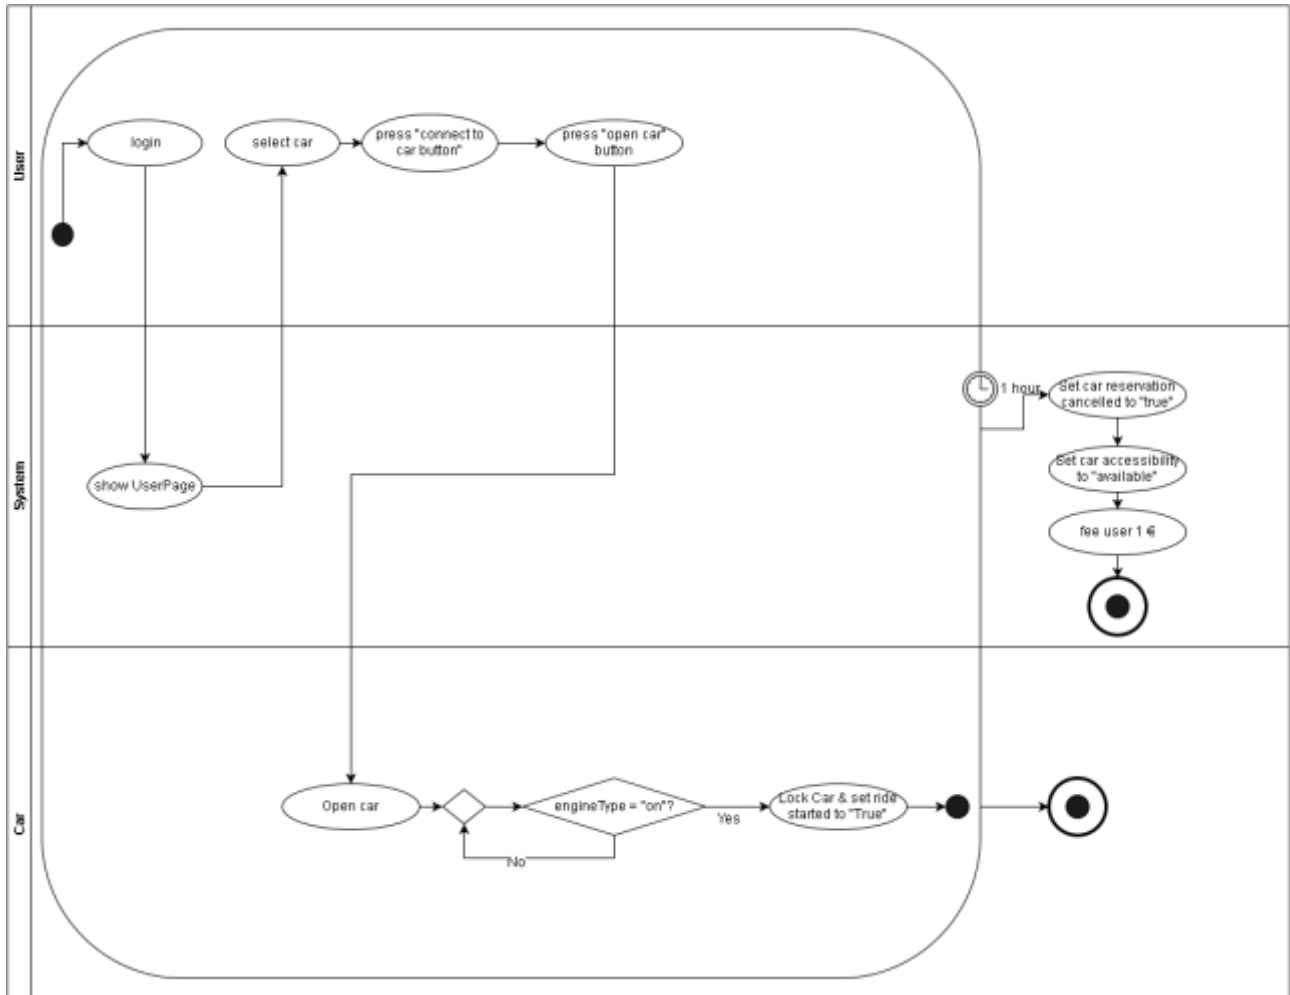 User
login
select car
press "connect to
car button"
press "open car"
button
System
show UserPage
1 hour
Set car reservation
cancelled to "true"
Set car accessibility
to "available"
fee user 1 €
Car
Open car
engineType = "on"?
Yes
No
Lock Car & set ride
started to "True"